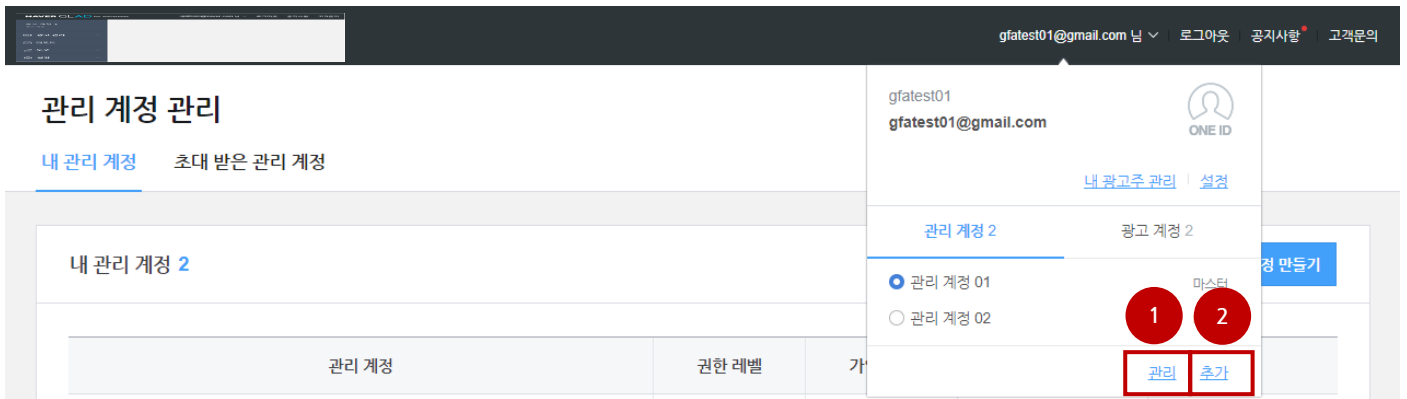 NAVER GLAD
gfatest01@gmail.com 님 로그아웃 공지사항 고객문의
관리 계정 관리
내 관리 계정 초대 받은 관리 계정
gfatest01
gfatest01@gmail.com
ONE ID
내 광고주 관리 설정
관리 계정 2 광고 계정 2
내 관리 계정 2
정 만들기
관리 계정 01 마스터
관리 계정 02
1 2
관리 계정 권한 레벨 가
관리 추가